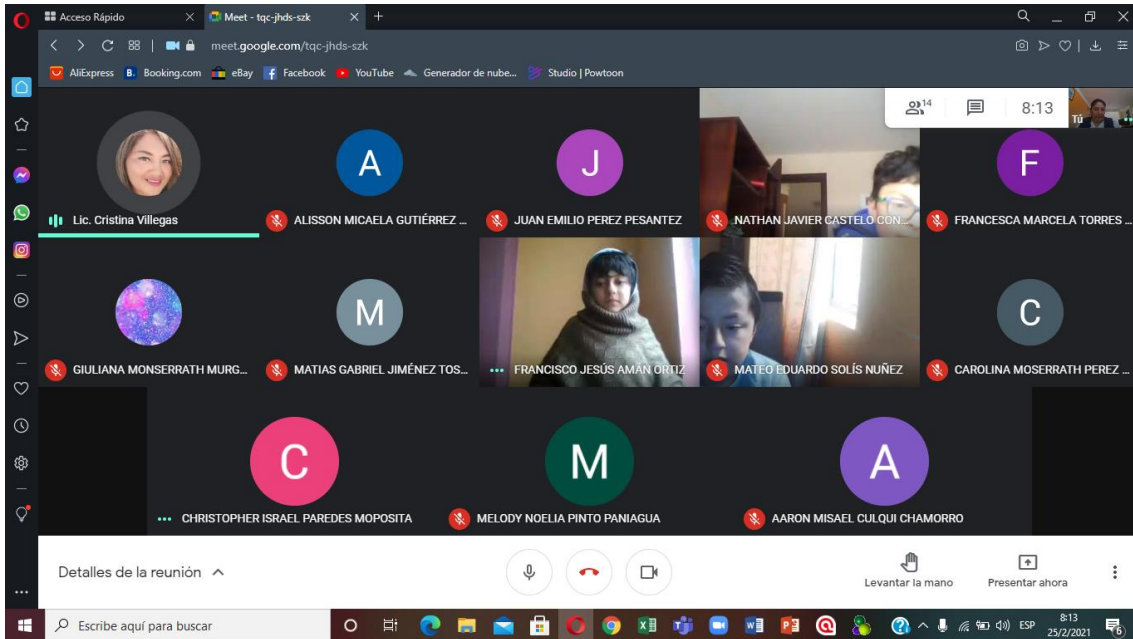 Acceso Rápido
Meet - tqc-jhds-szk
meet.google.com/tqc-jhds-szk
AliExpress
B. Booking.com
eBay
Facebook
YouTube
Generador de nube...
Studio | Powtoon
14
8:13
Tú
Lic. Cristina Villegas
A
ALISSON MICAELA GUTIÉRREZ ...
J
JUAN EMILIO PEREZ PESANTEZ
NATHAN JAVIER CASTELO CON...
F
FRANCESCA MARCELA TORRES ...
GIULIANA MONSERRATH MURG...
M
MATIAS GABRIEL JIMÉNEZ TOS...
FRANCISCO JESÚS AMÁN ORTIZ
MATEO EDUARDO SOLÍS NUÑEZ
C
CAROLINA MOSERRATH PEREZ ...
C
CHRISTOPHER ISRAEL PAREDES MOPOSITA
M
MELODY NOELIA PINTO PANIAGUA
A
AARON MISAEL CULQUI CHAMORRO
Detalles de la reunión
Levantar la mano
Presentar ahora
Escribe aquí para buscar
ESP
8:13
25/2/2021
6